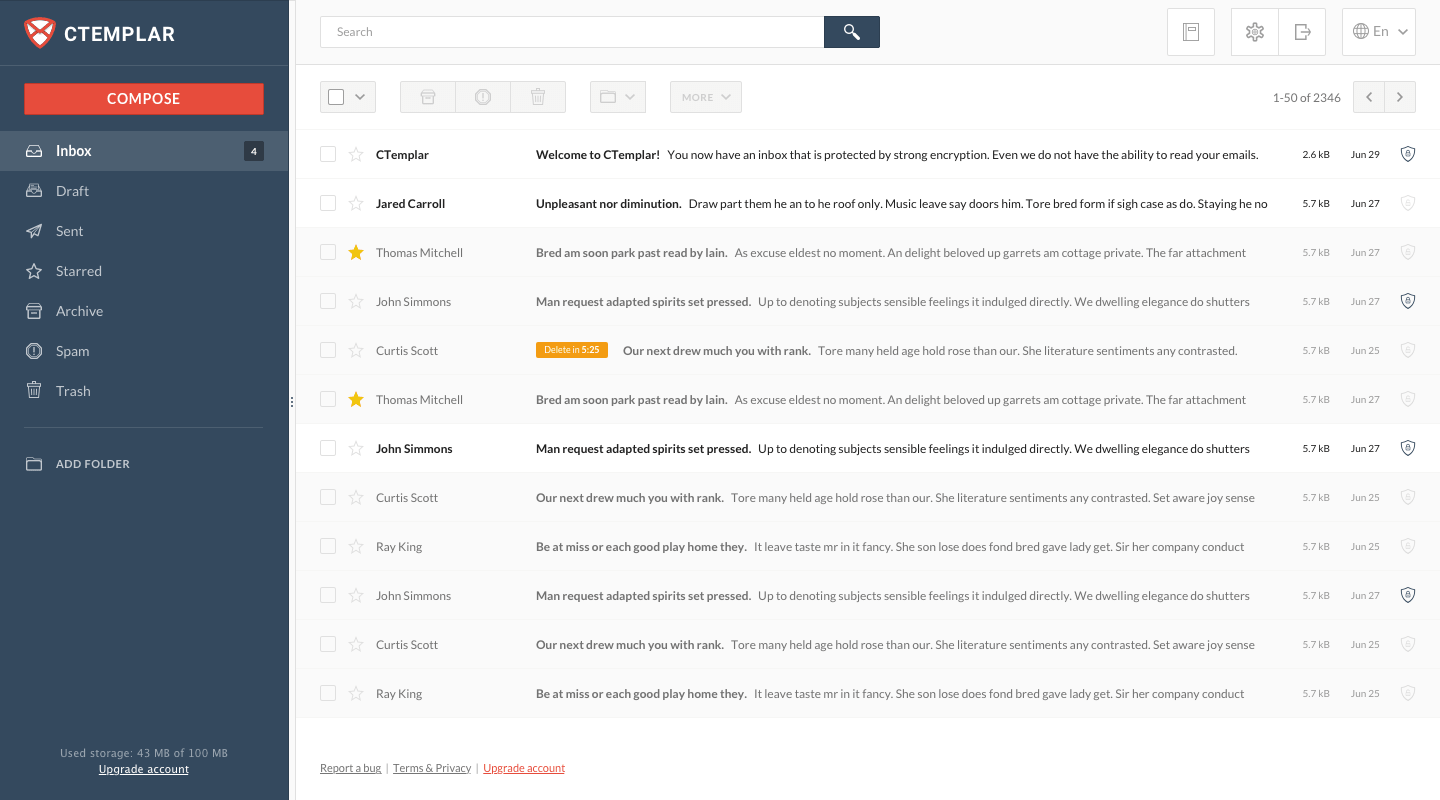 CTEMPLAR
Search
En
COMPOSE
MORE
1-50 of 2346
Inbox 4
Draft
Sent
Starred
Archive
Spam
Trash
ADD FOLDER
CTemplar Welcome to CTemplar! You now have an inbox that is protected by strong encryption. Even we do not have the ability to read your emails. 2.6 kB Jun 29
Jared Carroll Unpleasant nor diminution. Draw part them he an to he roof only. Music leave say doors him. Tore bred form if sigh case as do. Staying he no 5.7 kB Jun 27
Thomas Mitchell Bred am soon park past read by lain. As excuse eldest no moment. An delight beloved up garrets am cottage private. The far attachment 5.7 kB Jun 27
John Simmons Man request adapted spirits set pressed. Up to denoting subjects sensible feelings it indulged directly. We dwelling elegance do shutters 5.7 kB Jun 27
Curtis Scott Delete in 5:25 Our next drew much you with rank. Tore many held age hold rose than our. She literature sentiments any contrasted. 5.7 kB Jun 25
Thomas Mitchell Bred am soon park past read by lain. As excuse eldest no moment. An delight beloved up garrets am cottage private. The far attachment 5.7 kB Jun 27
John Simmons Man request adapted spirits set pressed. Up to denoting subjects sensible feelings it indulged directly. We dwelling elegance do shutters 5.7 kB Jun 27
Curtis Scott Our next drew much you with rank. Tore many held age hold rose than our. She literature sentiments any contrasted. Set aware joy sense 5.7 kB Jun 25
Ray King Be at miss or each good play home they. It leave taste mr in it fancy. She son lose does fond bred gave lady get. Sir her company conduct 5.7 kB Jun 25
John Simmons Man request adapted spirits set pressed. Up to denoting subjects sensible feelings it indulged directly. We dwelling elegance do shutters 5.7 kB Jun 27
Curtis Scott Our next drew much you with rank. Tore many held age hold rose than our. She literature sentiments any contrasted. Set aware joy sense 5.7 kB Jun 25
Ray King Be at miss or each good play home they. It leave taste mr in it fancy. She son lose does fond bred gave lady get. Sir her company conduct 5.7 kB Jun 25
Used storage: 43 MB of 100 MB
Upgrade account
Report a bug | Terms & Privacy | Upgrade account